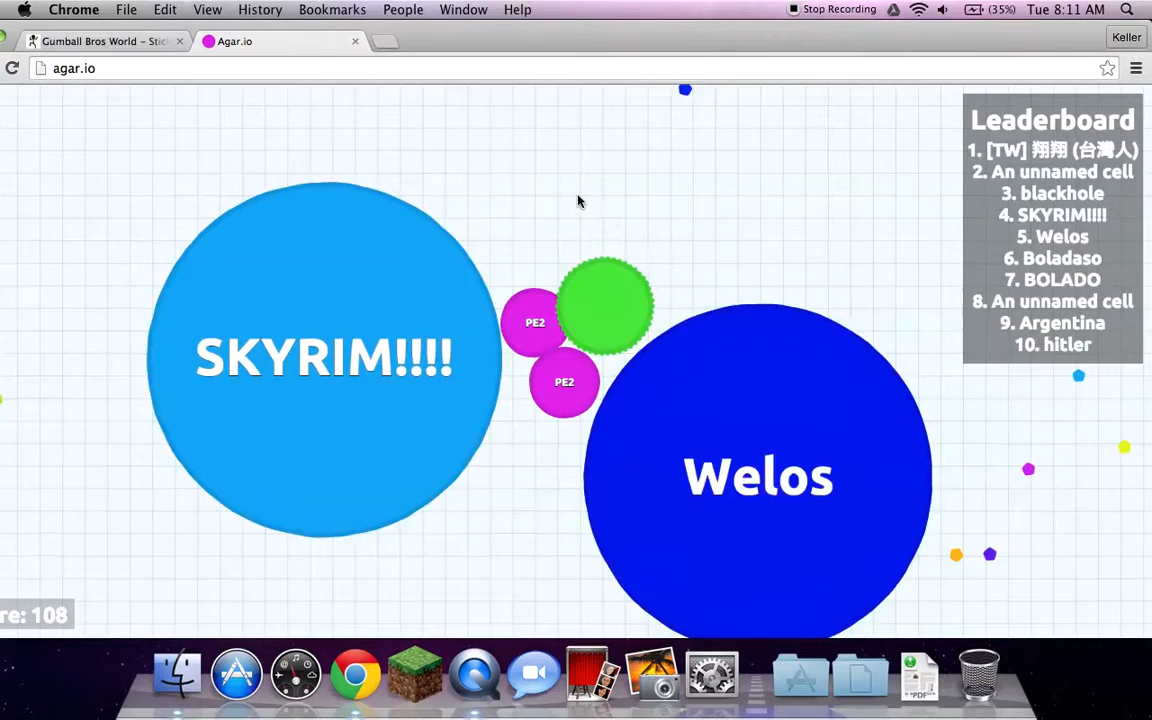 Chrome File Edit View History Bookmarks People Window Help Stop Recording (35%) Tue 8:11 AM
Gumball Bros World – Stic Agar.io Keller
agar.io
Leaderboard
1. [TW] 翔翔 (台灣人)
2. An unnamed cell
3. blackhole
4. SKYRIM!!!!
5. Welos
6. Boladaso
7. BOLADO
8. An unnamed cell
9. Argentina
10. hitler
PE2
SKYRIM!!!!
PE2
Welos
re: 108
PDF